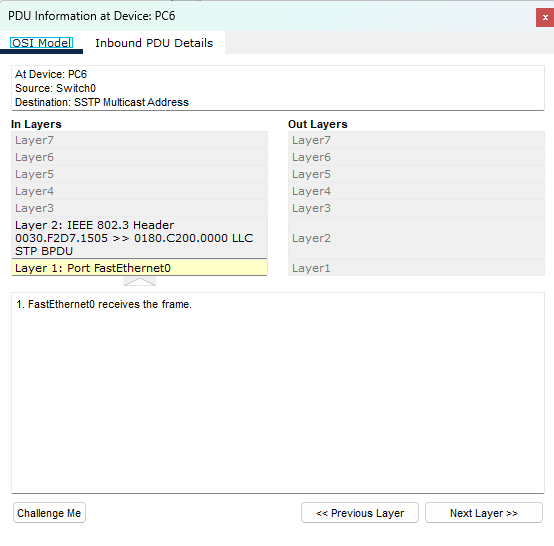 PDU Information at Device: PC6
x
OSI Model
Inbound PDU Details
At Device: PC6
Source: Switch0
Destination: SSTP Multicast Address
In Layers
Layer7
Layer6
Layer5
Layer4
Layer3
Layer 2: IEEE 802.3 Header
0030.F2D7.1505 >> 0180.C200.0000 LLC
STP BPDU
Layer 1: Port FastEthernet0
Out Layers
Layer7
Layer6
Layer5
Layer4
Layer3
Layer2
Layer1
1. FastEthernet0 receives the frame.
Challenge Me
<< Previous Layer
Next Layer >>